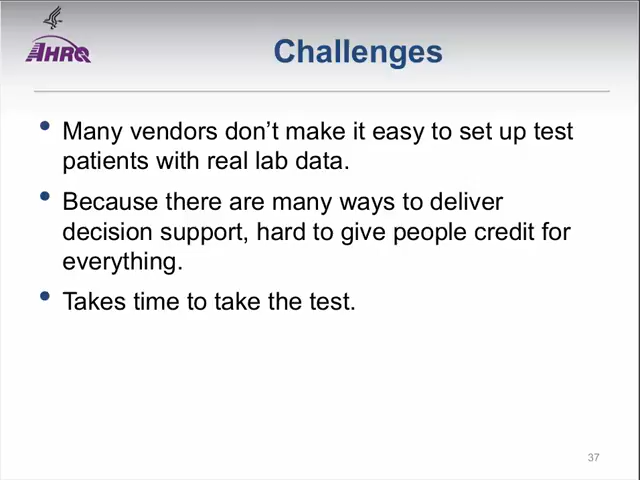 AHRQ
Challenges
• Many vendors don’t make it easy to set up test
patients with real lab data.
• Because there are many ways to deliver
decision support, hard to give people credit for
everything.
• Takes time to take the test.
37